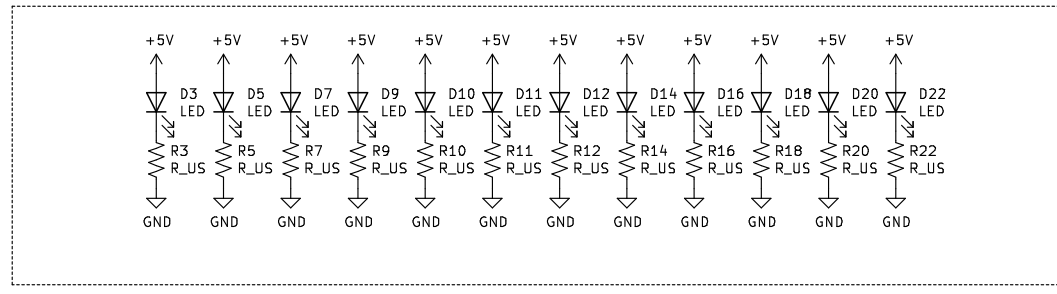 +5V +5V +5V +5V +5V +5V +5V +5V +5V +5V +5V +5V
D3 D5 D7 D9 D10 D11 D12 D14 D16 D18 D20 D22
LED LED LED LED LED LED LED LED LED LED LED LED
R3 R5 R7 R9 R10 R11 R12 R14 R16 R18 R20 R22
R_US R_US R_US R_US R_US R_US R_US R_US R_US R_US R_US R_US
GND GND GND GND GND GND GND GND GND GND GND GND